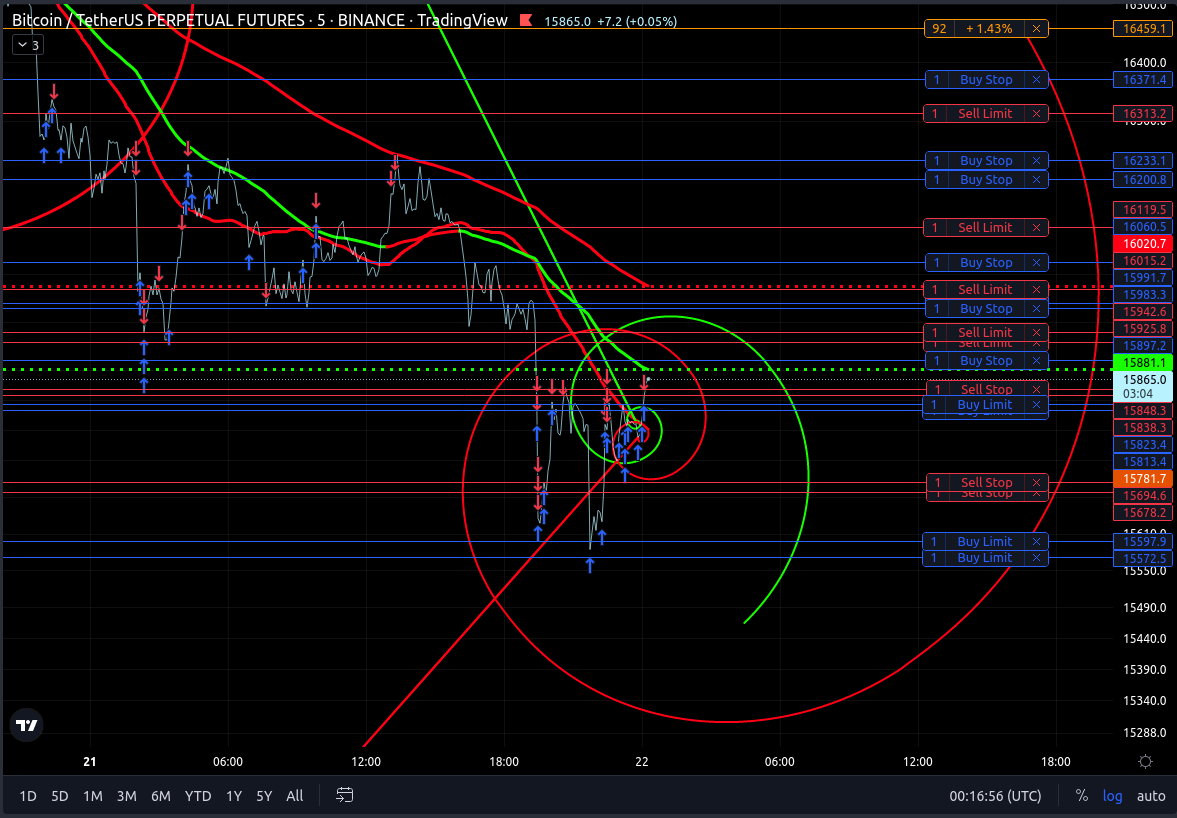 16500.0
Bitcoin / TetherUS PERPETUAL FUTURES · 5 · BINANCE · TradingView 15865.0 +7.2 (+0.05%)
92 +1.43% × 16459.1
3
16400.0
1 Buy Stop × 16371.4
1 Sell Limit × 16313.2
16300.0
1 Buy Stop × 16233.1
1 Buy Stop × 16200.8
16119.5
1 Sell Limit × 16060.5
16020.7
1 Buy Stop × 16015.2
15991.7
1 Sell Limit × 15983.3
1 Buy Stop × 15942.6
15925.8
1 Sell Limit ×
1 Sell Limit × 15897.2
1 Buy Stop × 15881.1
15865.0
03:04
1 Sell Stop ×
1 Buy Limit × 15848.3
15838.3
15823.4
15813.4
1 Sell Stop × 15781.7
1 Sell Stop × 15694.6
15678.2
15610.0
1 Buy Limit × 15597.9
1 Buy Limit × 15572.5
15550.0
15490.0
15440.0
15390.0
15340.0
15288.0
21 06:00 12:00 18:00 22 06:00 12:00 18:00
1D 5D 1M 3M 6M YTD 1Y 5Y All 00:16:56 (UTC) % log auto